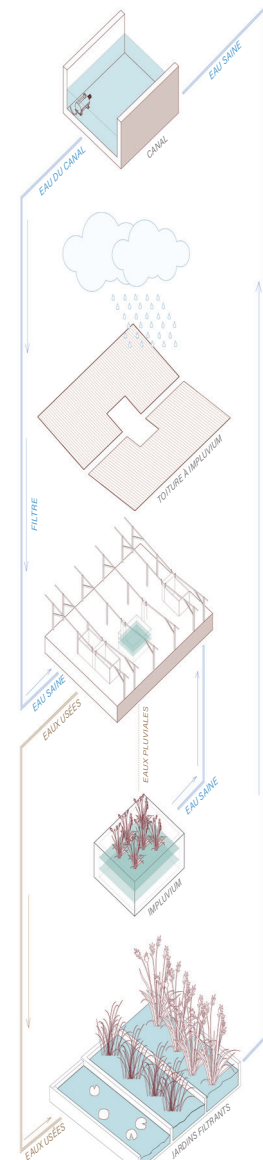 EAU SAINE
CANAL
EAU DU CANAL
TOITURE À IMPLUVIUM
FILTRE
EAU SAINE
EAUX USÉES
EAUX PLUVIALES
EAU SAINE
IMPLUVIUM
JARDINS FILTRANTS
EAUX USÉES